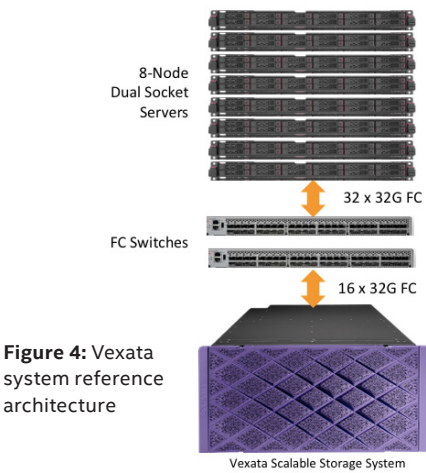 8-Node
Dual Socket
Servers
32 x 32G FC
FC Switches
16 x 32G FC
Figure 4: Vexata
system reference
architecture
Vexata Scalable Storage System